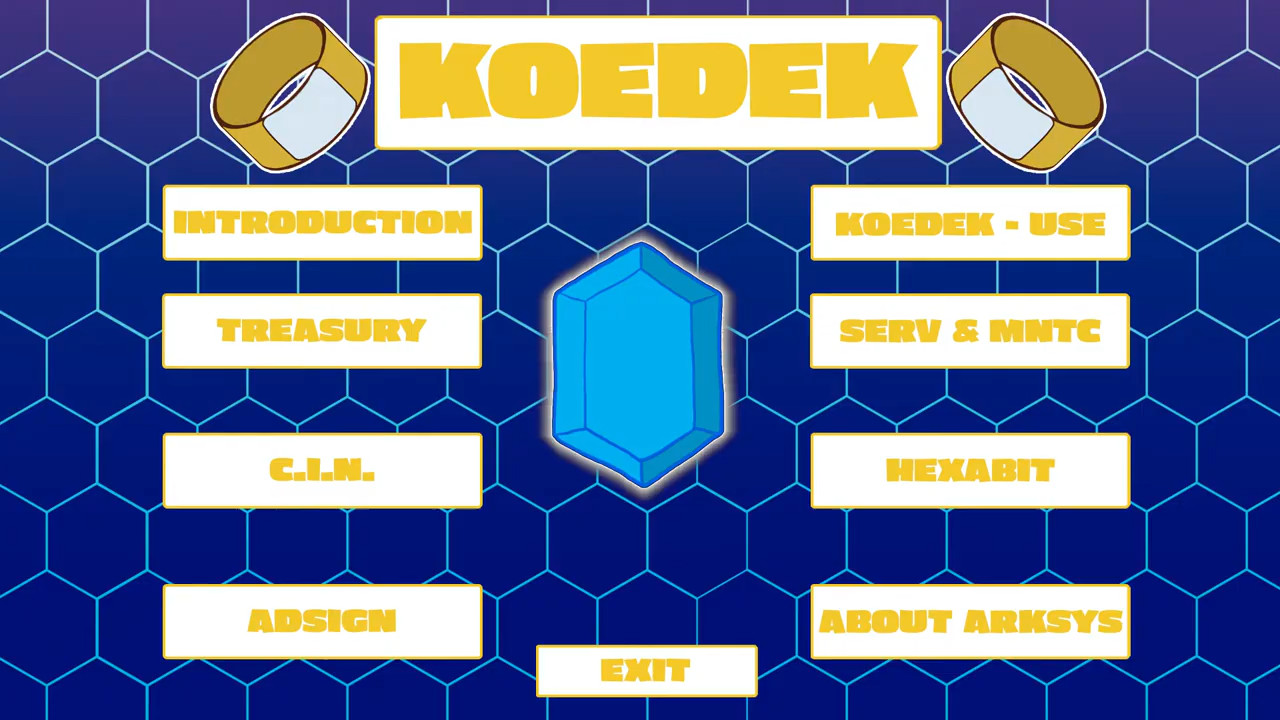 KOEDEK
INTRODUCTION
KOEDEK - USE
TREASURY
SERV & MNTC
C.I.N.
HEXABIT
ADSIGN
ABOUT ARKSYS
EXIT